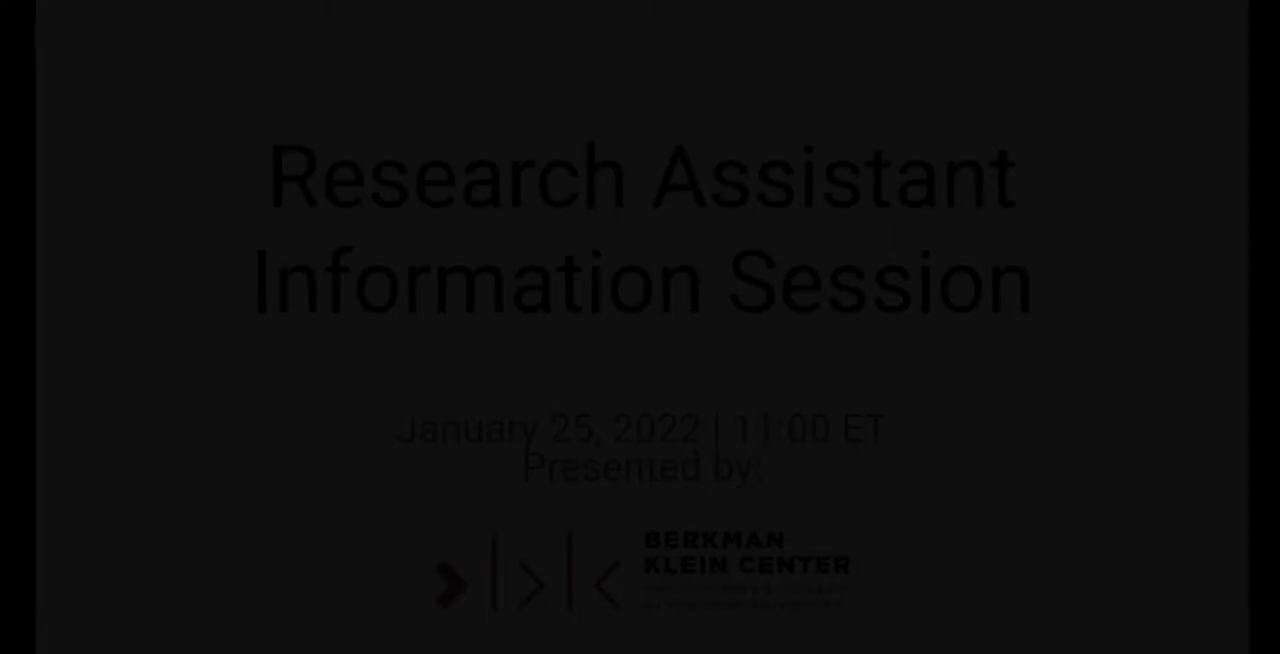 Research Assistant
Information Session
January 25, 2022 | 11:00 ET
Presented by:
BERKMAN
KLEIN CENTER